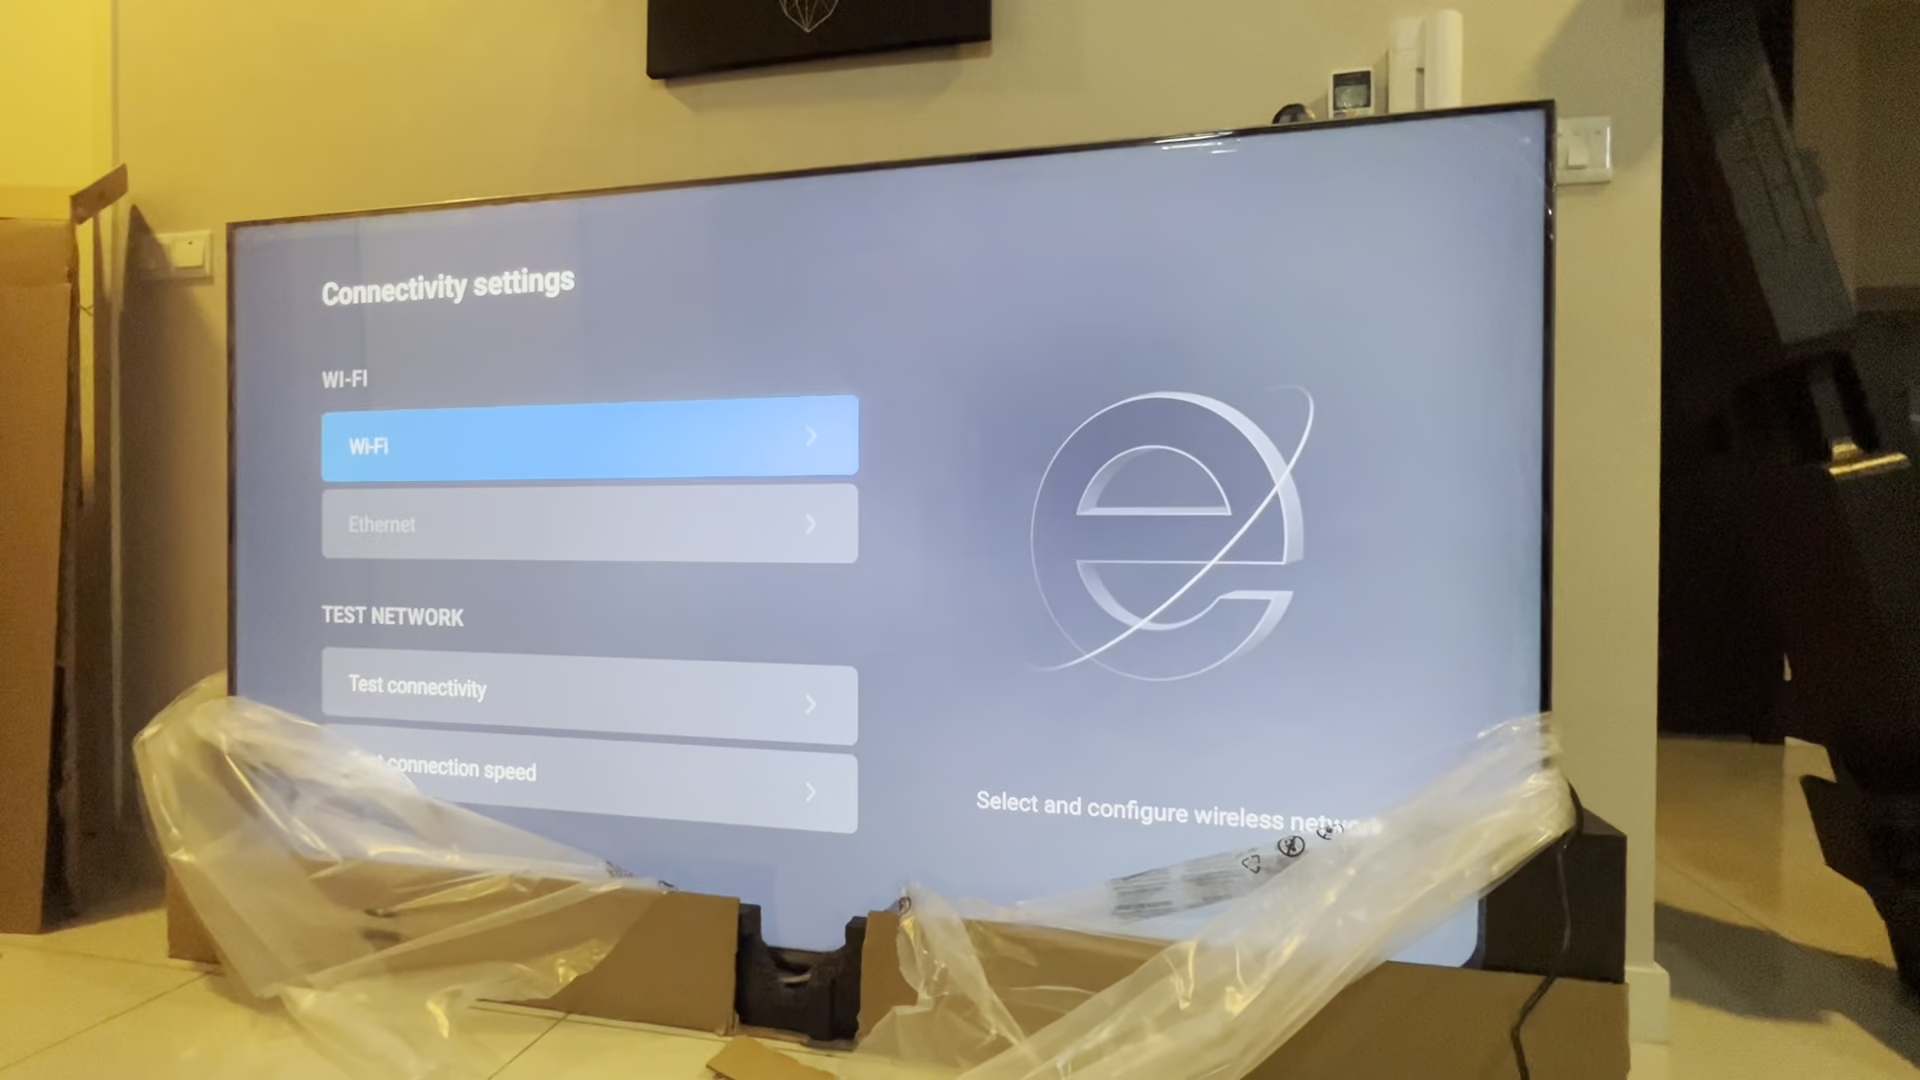 Connectivity settings
WI-FI
Wi-Fi
Ethernet
TEST NETWORK
Test connectivity
connection speed
Select and configure wireless